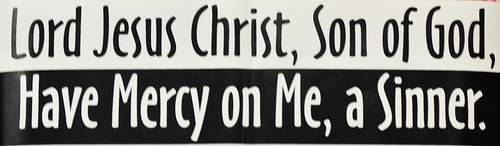 Lord Jesus Christ, Son of God,
Have Mercy on Me, a Sinner.